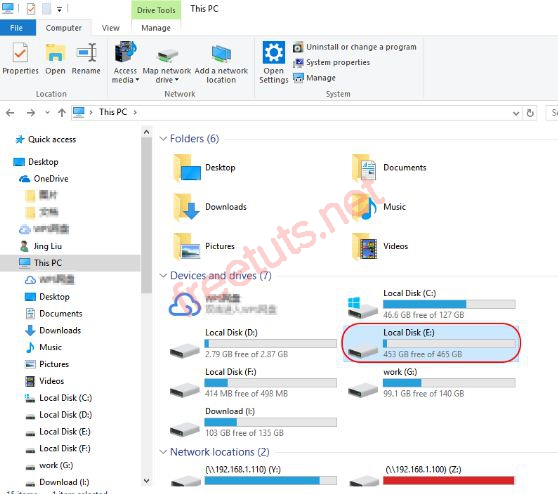 Drive Tools This PC
File Computer View Manage
Properties Open Rename Access media Map network drive Add a network location Open Settings Uninstall or change a program
System properties
Manage
Location Network System
This PC
Quick access
Desktop
OneDrive
Jing Liu
This PC
Desktop
Documents
Downloads
Music
Pictures
Videos
Local Disk (C:)
Local Disk (D:)
Local Disk (E:)
Local Disk (F:)
work (G:)
Download (I:)
1 item selected
Folders (6)
Desktop Documents
Downloads Music
Pictures Videos
Devices and drives (7)
Local Disk (C:)
46.6 GB free of 127 GB
Local Disk (D:) Local Disk (E:)
2.79 GB free of 2.87 GB 453 GB free of 465 GB
Local Disk (F:) work (G:)
414 MB free of 498 MB 99.1 GB free of 140 GB
Download (I:)
103 GB free of 135 GB
Network locations (2)
(\\192.168.1.110) (Y:) (\\192.168.1.100) (Z:)
freetuts.net